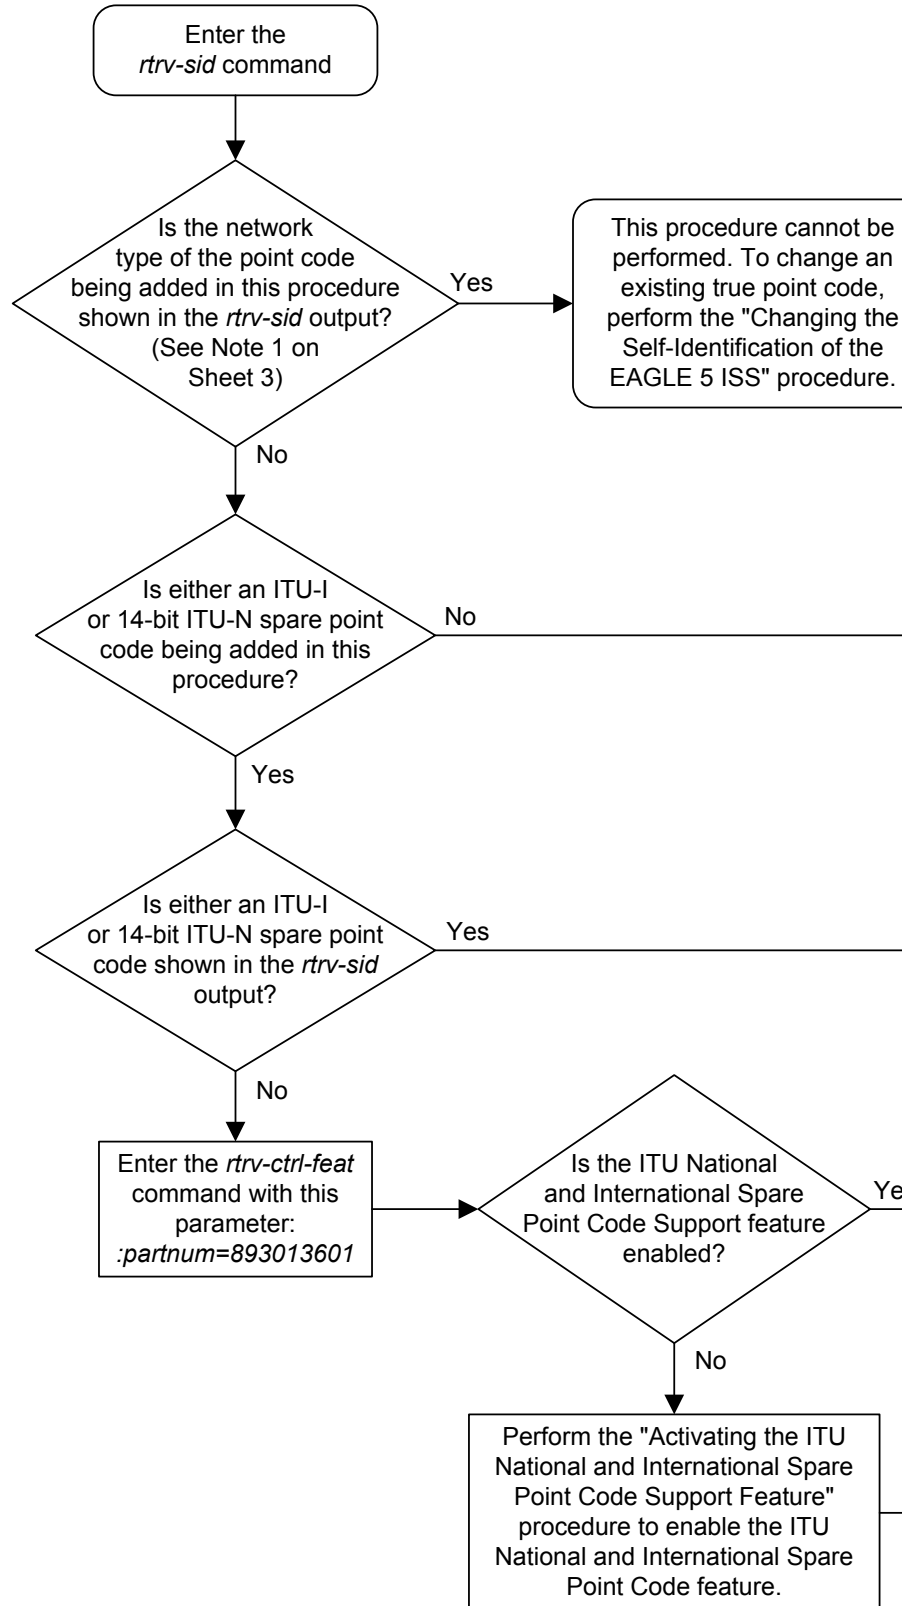 Enter the
rtrv-sid command
Is the network
type of the point code
being added in this procedure
shown in the rtrv-sid output?
(See Note 1 on
Sheet 3)
Yes
This procedure cannot be
performed. To change an
existing true point code,
perform the "Changing the
Self-Identification of the
EAGLE 5 ISS" procedure.
No
Is either an ITU-I
or 14-bit ITU-N spare point
code being added in this
procedure?
No
Yes
Is either an ITU-I
or 14-bit ITU-N spare point
code shown in the rtrv-sid
output?
Yes
No
Enter the rtrv-ctrl-feat
command with this
parameter:
:partnum=893013601
Is the ITU National
and International Spare
Point Code Support feature
enabled?
Ye
No
Perform the "Activating the ITU
National and International Spare
Point Code Support Feature"
procedure to enable the ITU
National and International Spare
Point Code feature.